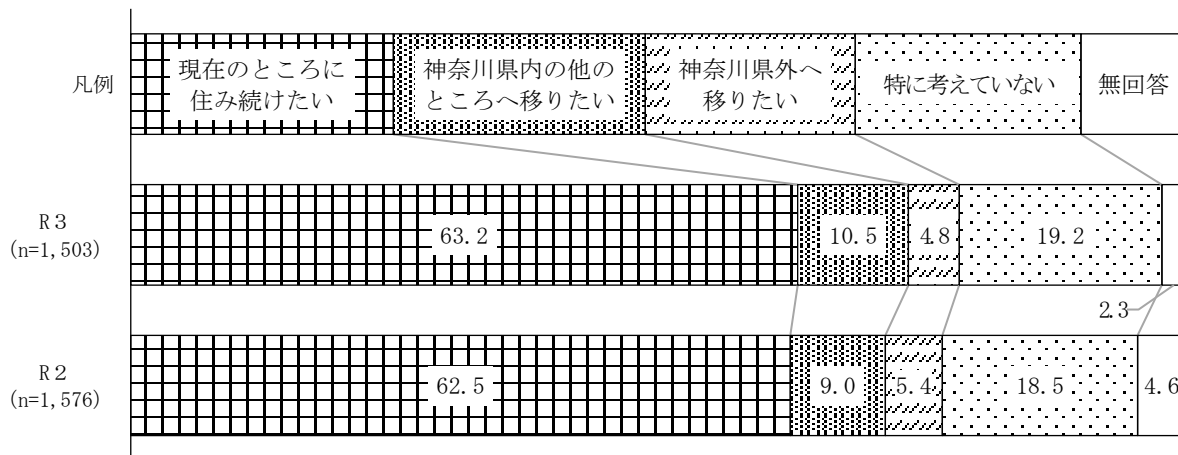 凡例
現在のところに
住み続けたい
神奈川県内の他の
ところへ移りたい
神奈川県外へ
移りたい
特に考えていない
無回答
R3
(n=1,503)
63.2
10.5
4.8
19.2
2.3
R2
(n=1,576)
62.5
9.0
5.4
18.5
4.6